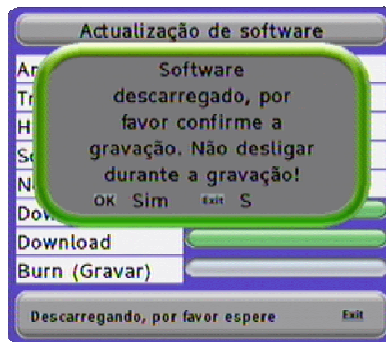 Actualização de software
Software
descarregado, por
favor confirme a
gravação. Não desligar
durante a gravação!
OK Sim Exit S
Download
Burn (Gravar)
Descarregando, por favor espere Exit